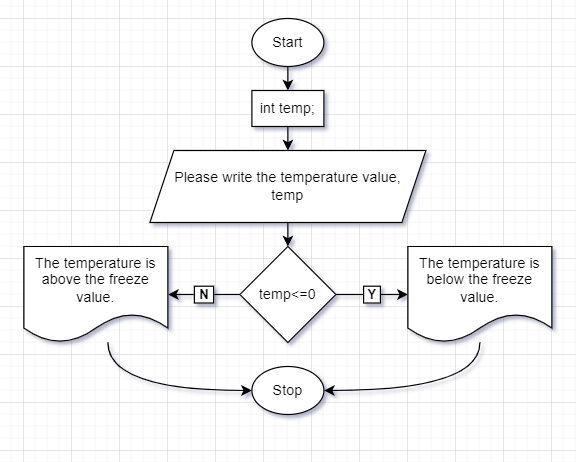 Start
int temp;
Please write the temperature value,
temp
The temperature is
above the freeze
value.
N
temp<=0
Y
The temperature is
below the freeze
value.
Stop